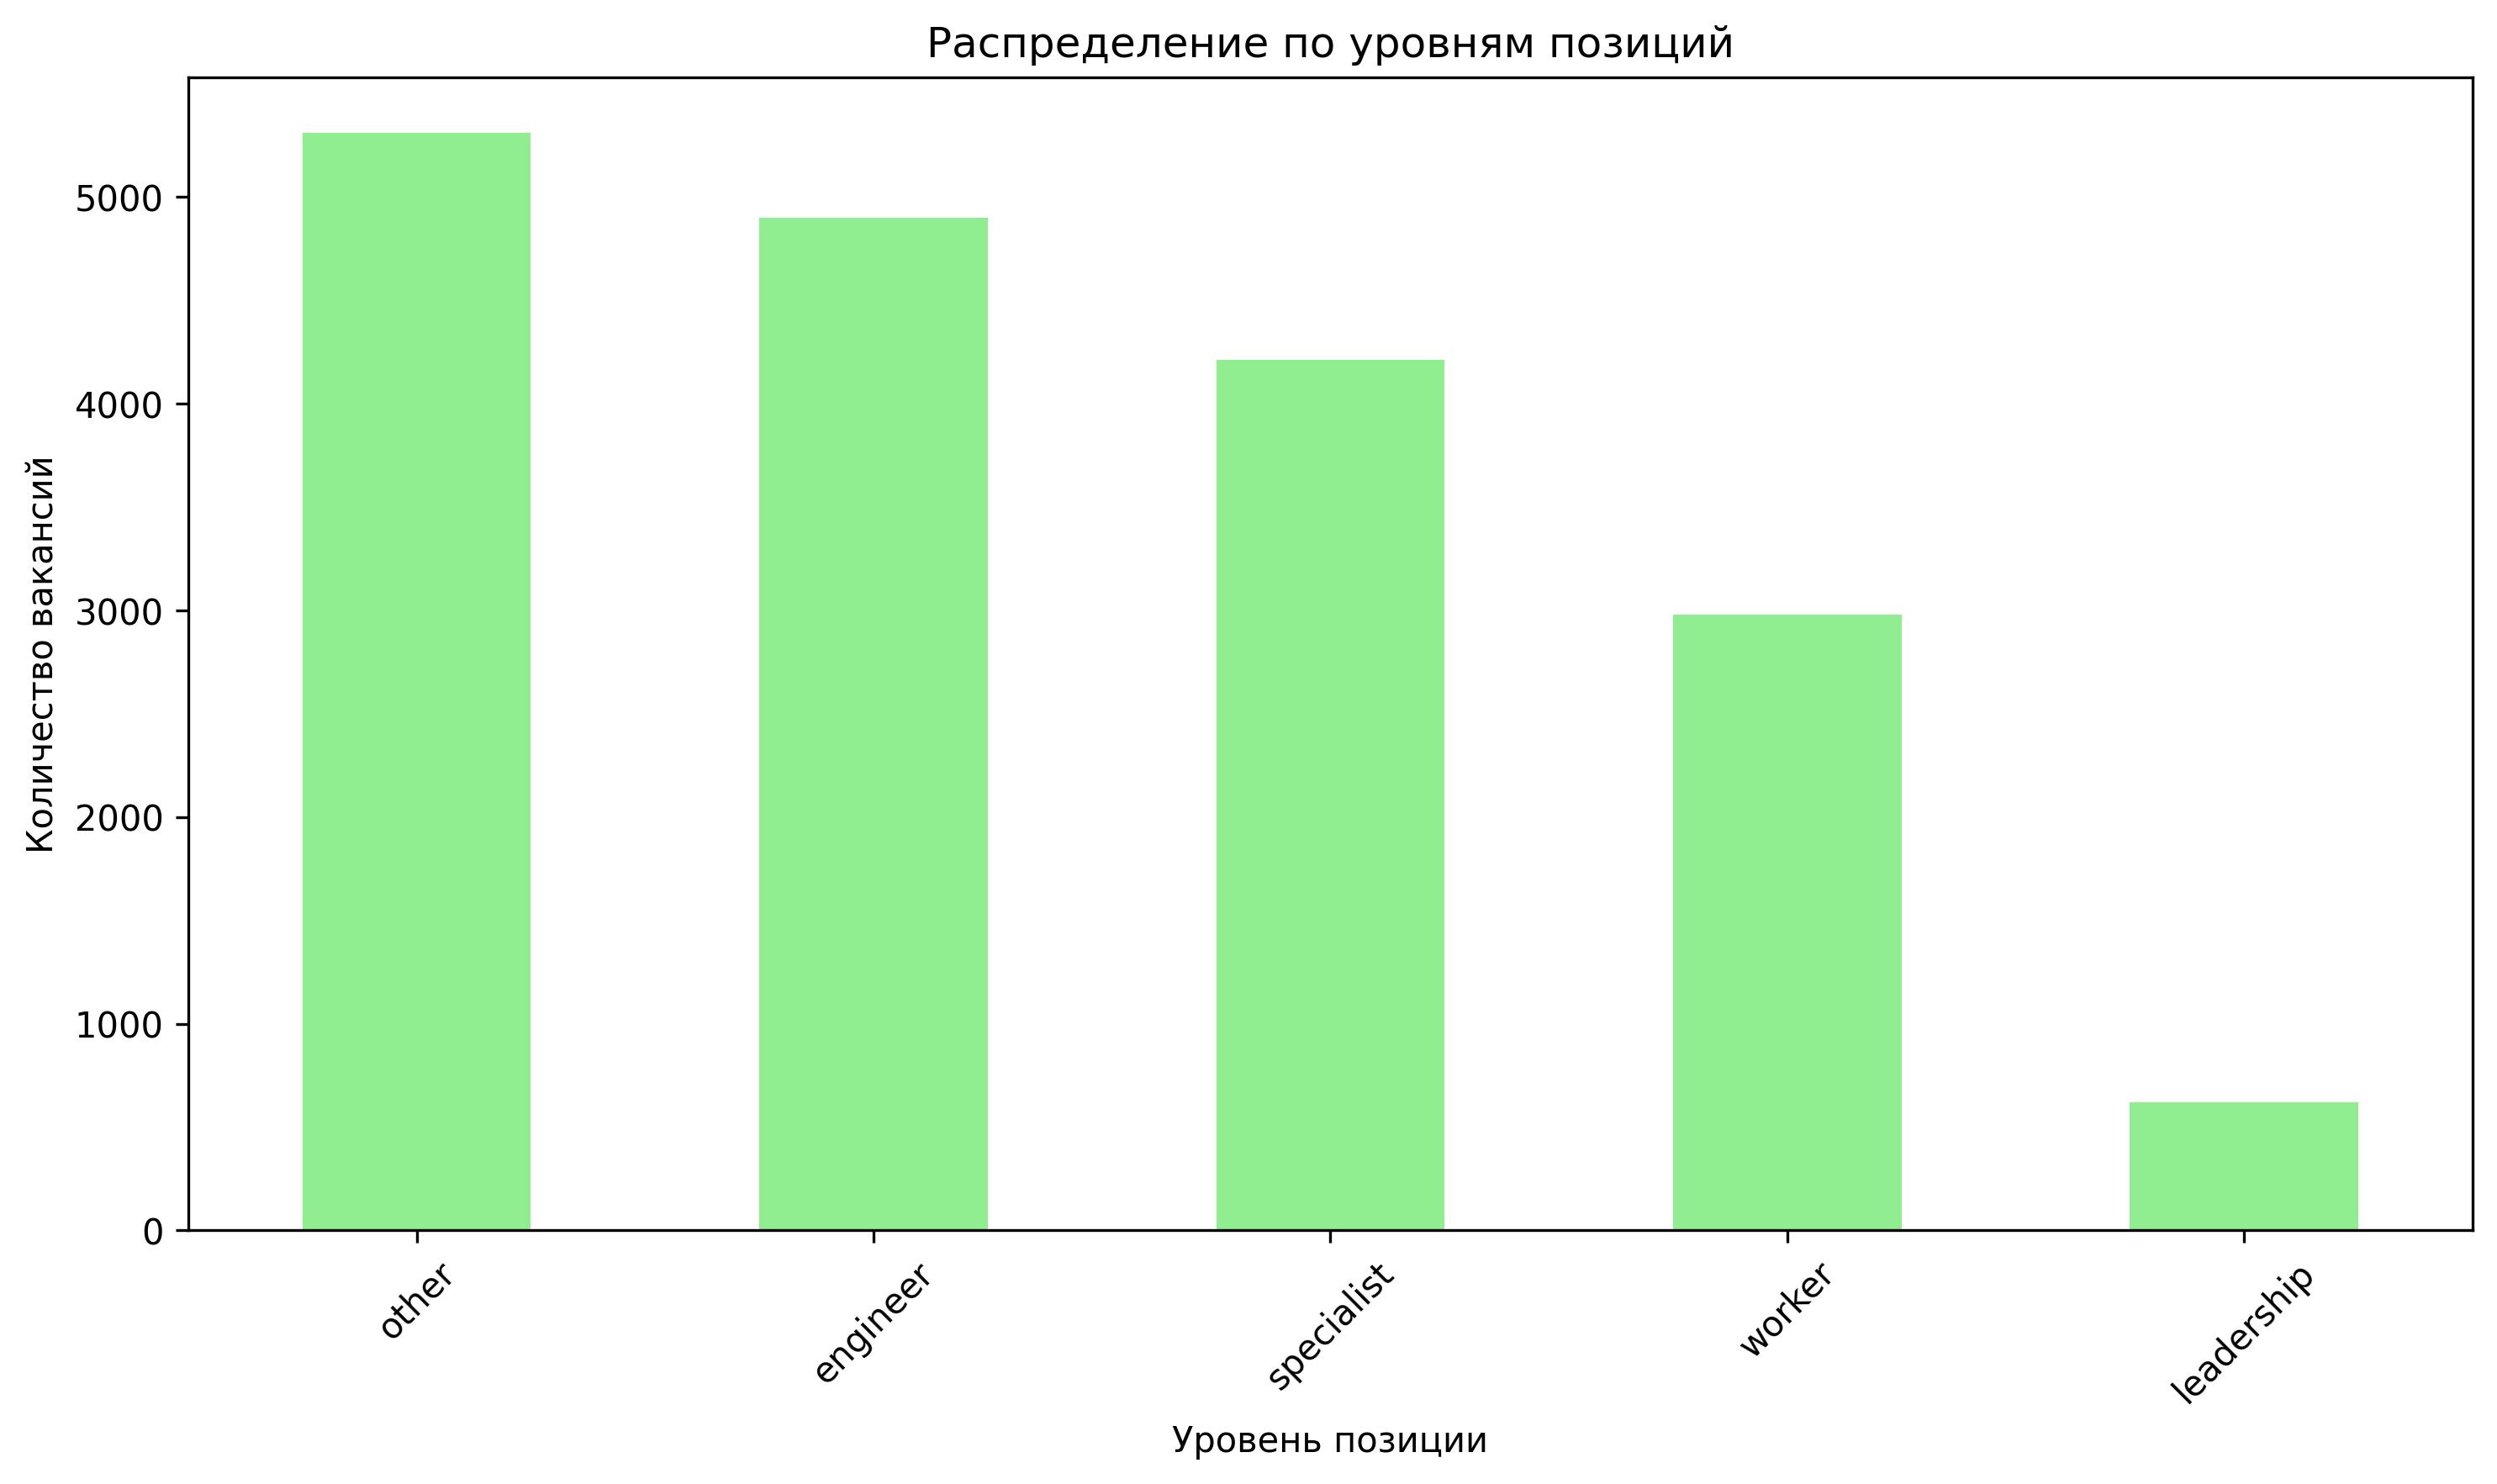 Распределение по уровням позиций
Количество вакансий
5000
4000
3000
2000
1000
0
other
engineer
specialist
worker
leadership
Уровень позиции